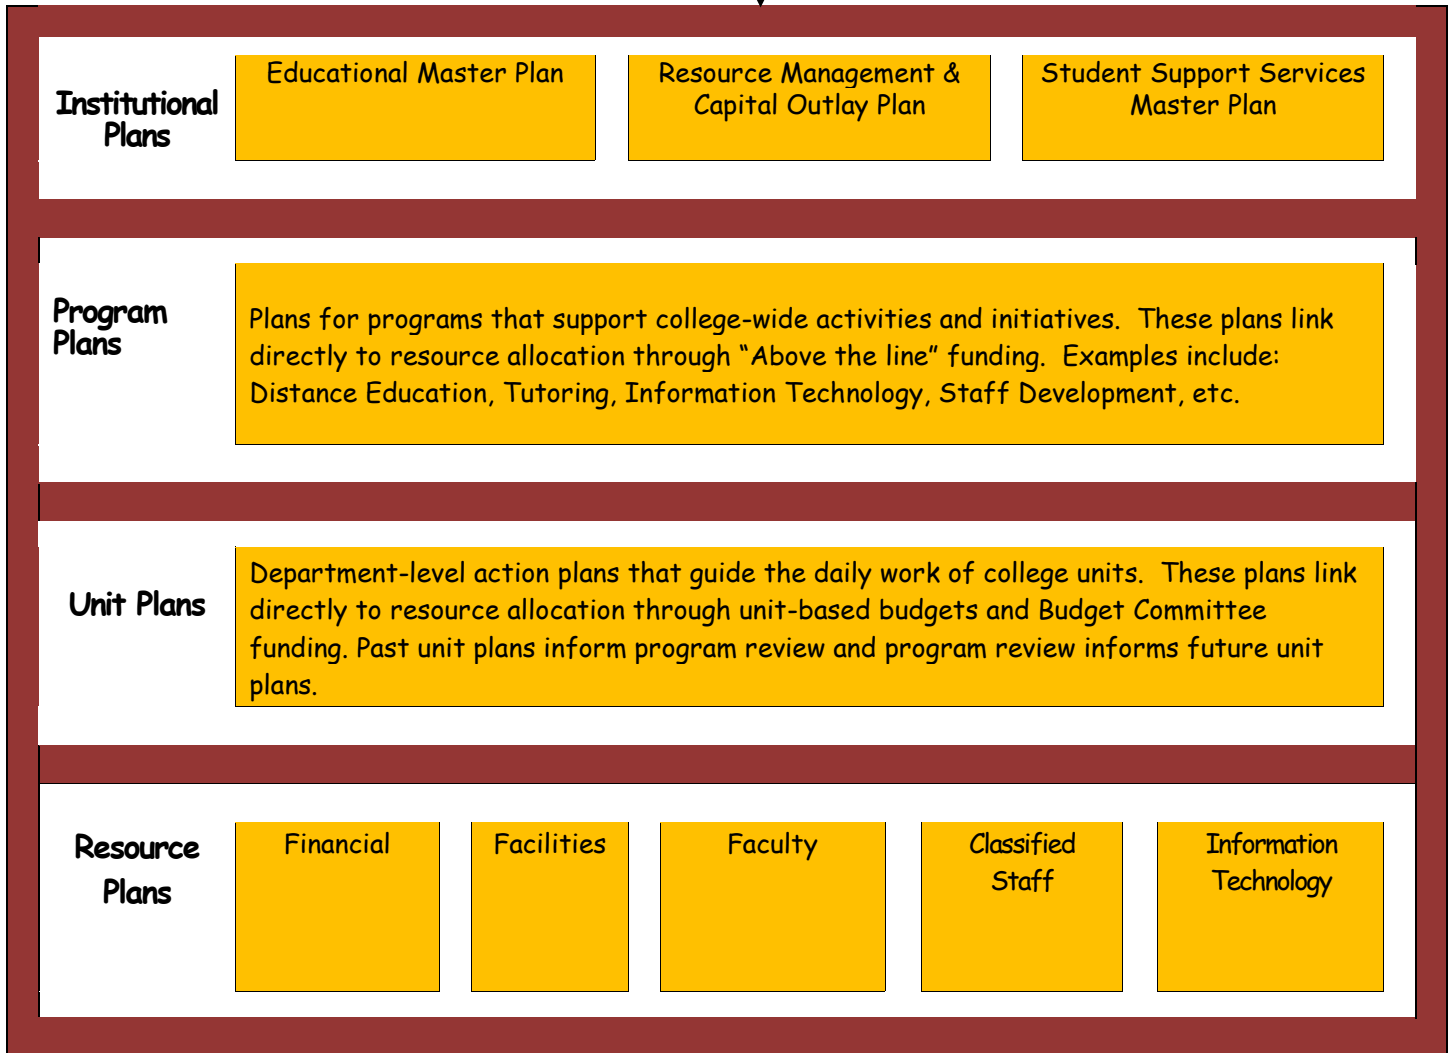 Institutional
Plans
Educational Master Plan
Resource Management &
Capital Outlay Plan
Student Support Services
Master Plan
Program
Plans
Plans for programs that support college-wide activities and initiatives.  These plans link
directly to resource allocation through “Above the line” funding.  Examples include:
Distance Education, Tutoring, Information Technology, Staff Development, etc.
Unit Plans
Department-level action plans that guide the daily work of college units.  These plans link
directly to resource allocation through unit-based budgets and Budget Committee
funding. Past unit plans inform program review and program review informs future unit
plans.
Resource
Plans
Financial
Facilities
Faculty
Classified
Staff
Information
Technology